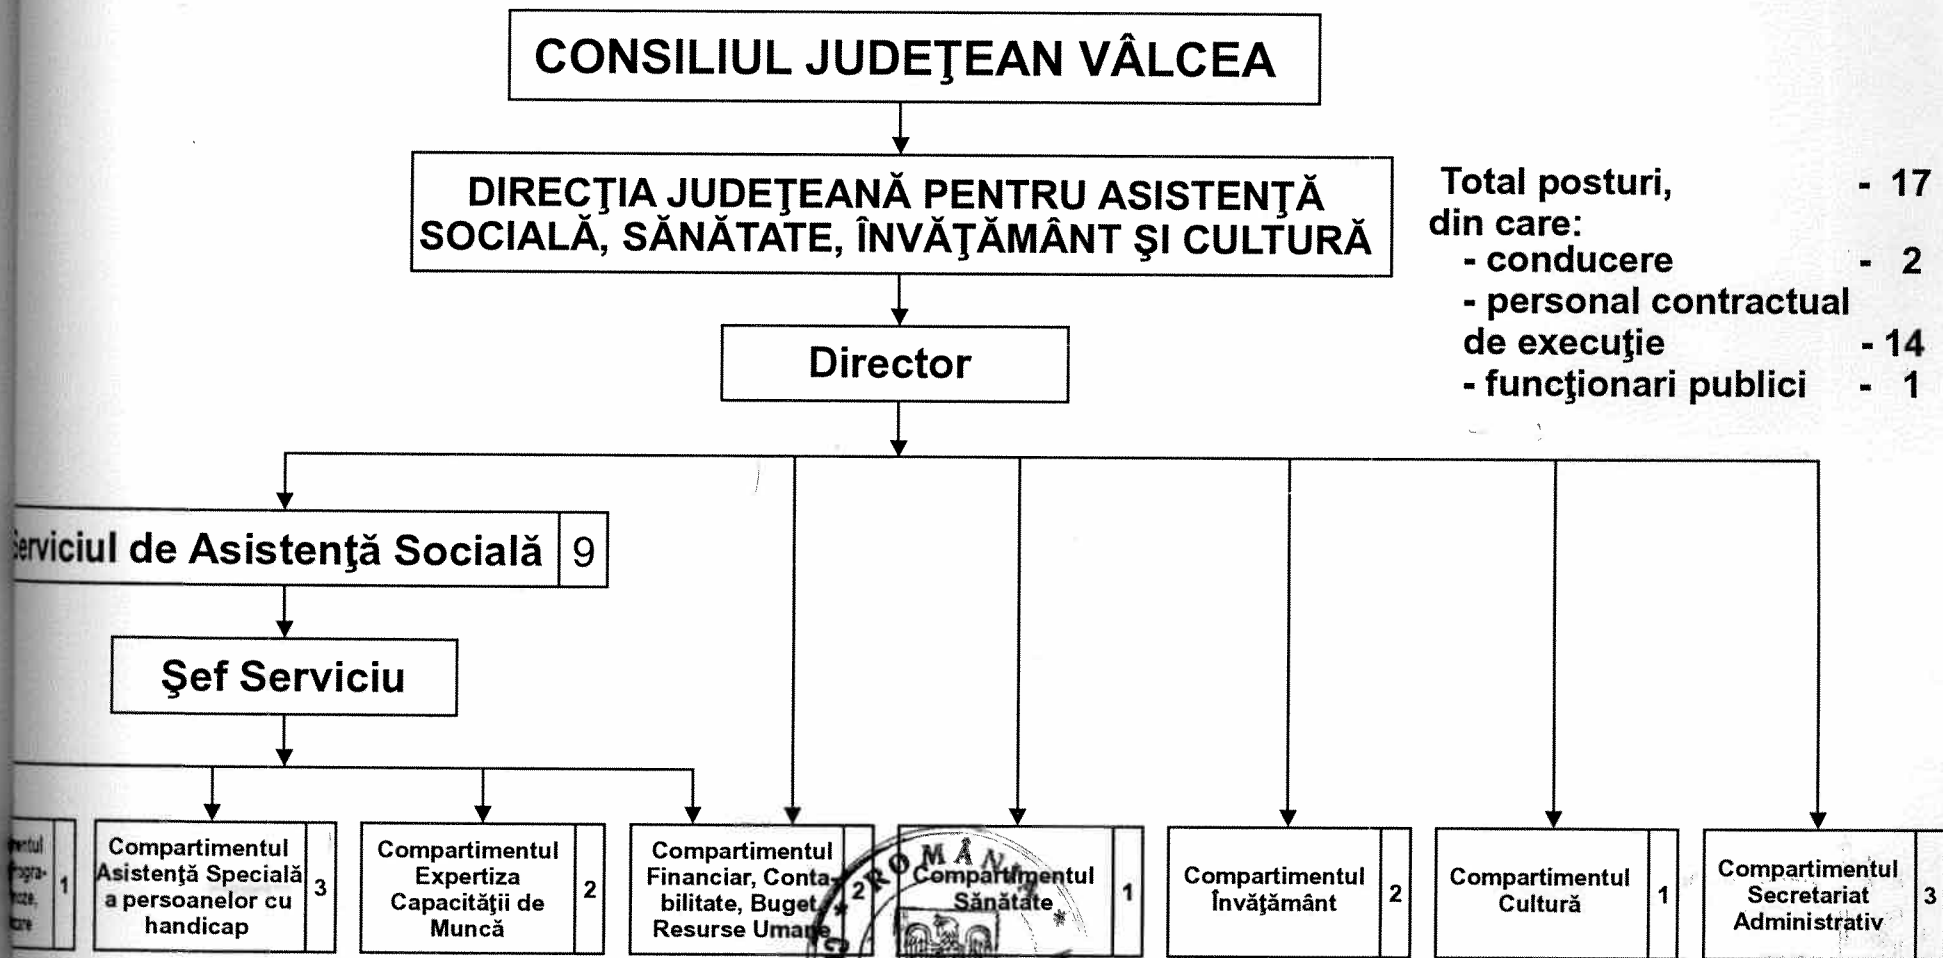 CONSILIUL JUDEŢEAN VÂLCEA
DIRECŢIA JUDEŢEANĂ PENTRU ASISTENŢĂ
SOCIALĂ, SĂNĂTATE, ÎNVĂŢĂMÂNT ŞI CULTURĂ
Total posturi, - 17
din care:
- conducere - 2
- personal contractual
de execuţie - 14
- funcţionari publici - 1
Director
Serviciul de Asistenţă Socială 9
Şef Serviciu
1
Compartimentul
Asistenţă Specială
a persoanelor cu
handicap
3
Compartimentul
Expertiza
Capacităţii de
Muncă
2
Compartimentul
Financiar, Conta-
bilitate, Buget,
Resurse Umane
2
ROMÂN
Compartimentul
Sănătate
1
Compartimentul
Învăţământ
2
Compartimentul
Cultură
1
Compartimentul
Secretariat
Administrativ
3